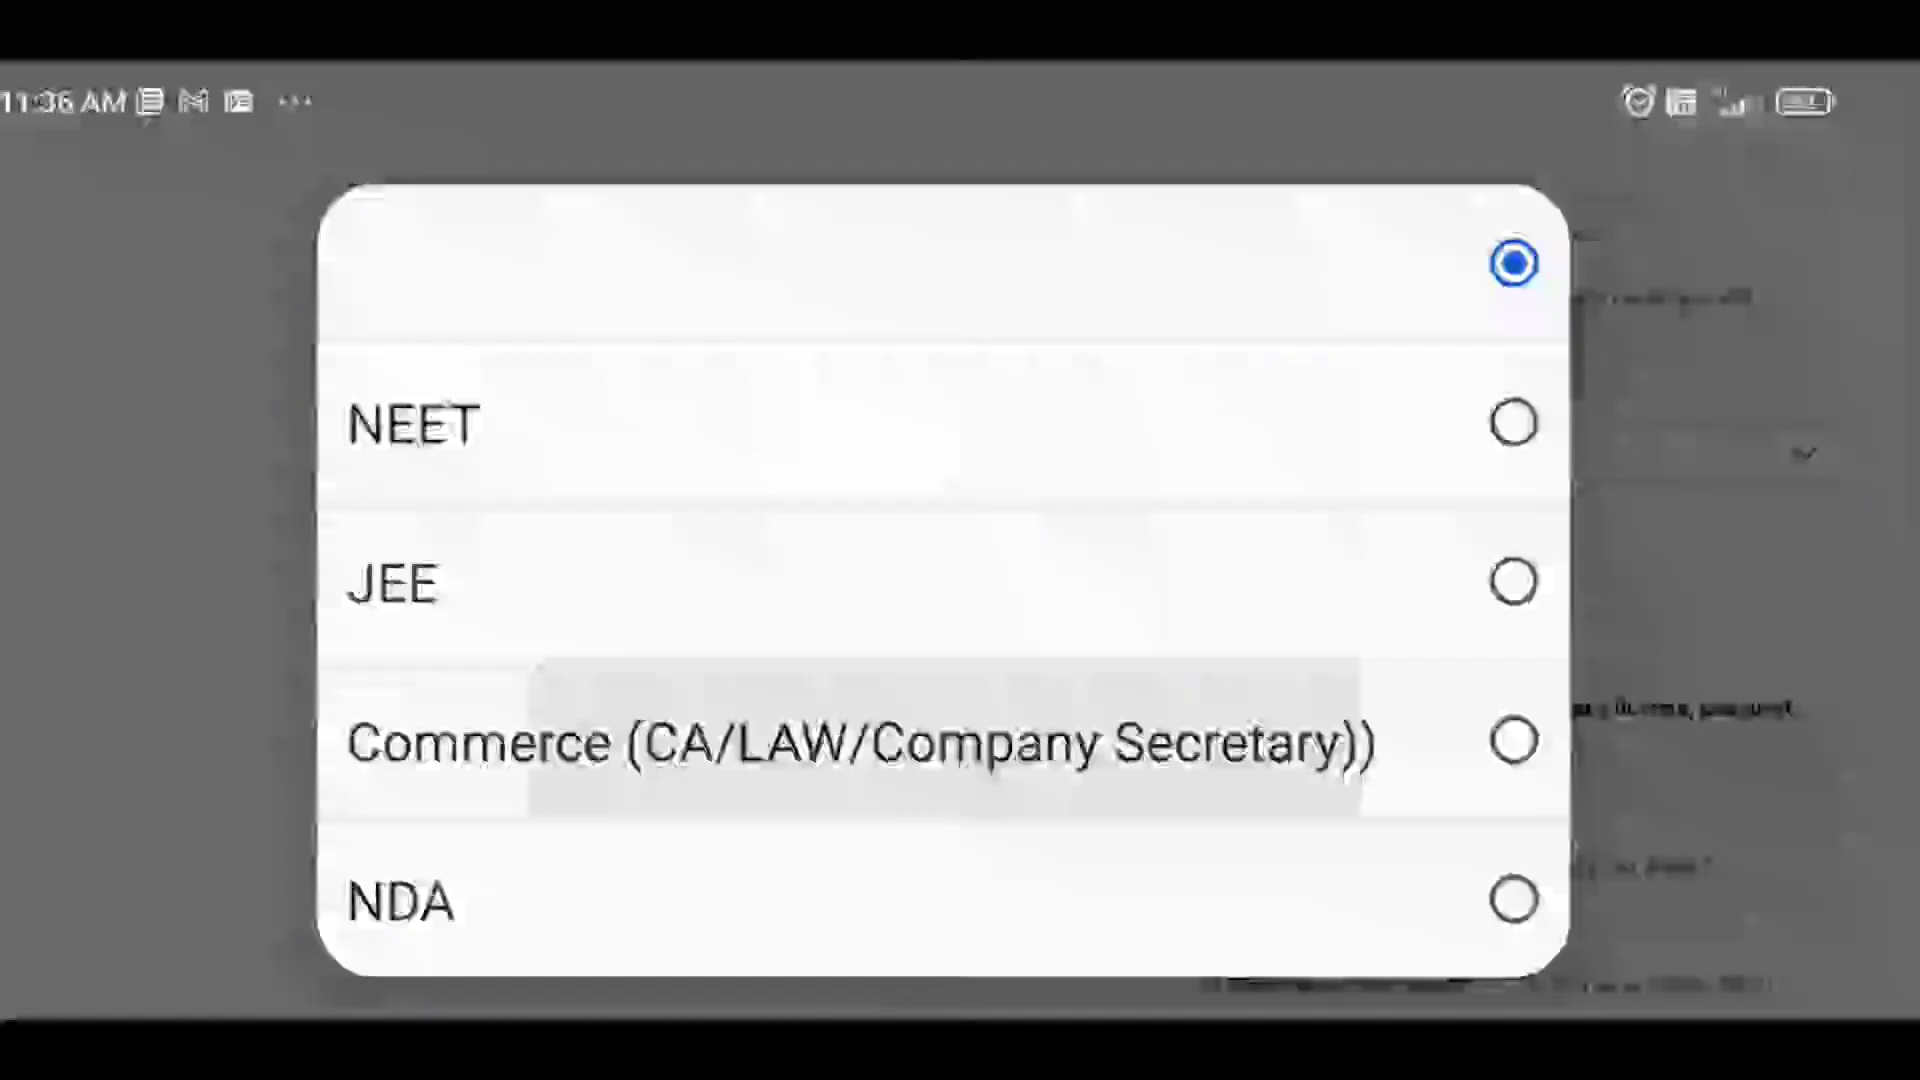 11:36 AM
NEET
JEE
Commerce (CA/LAW/Company Secretary))
NDA